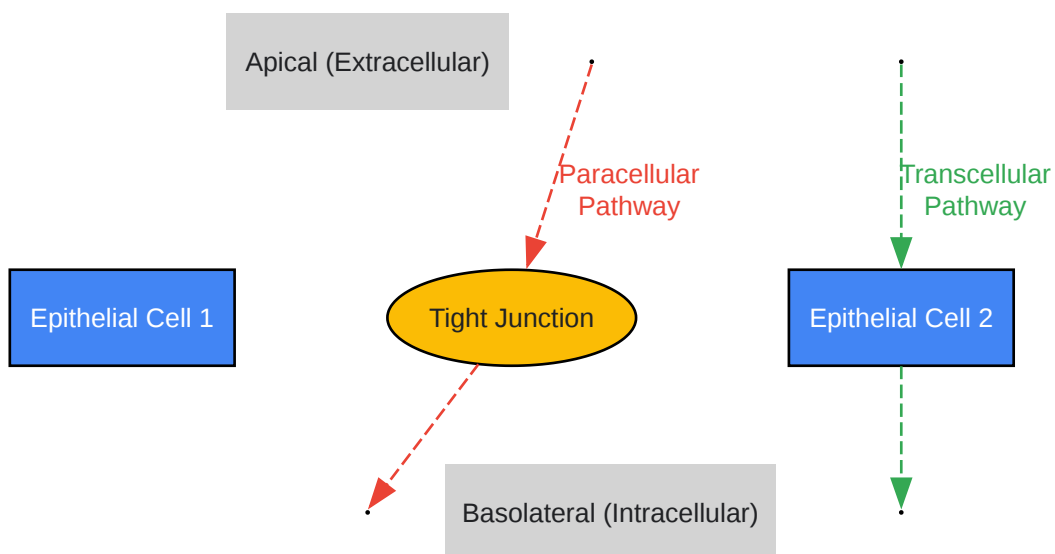 Apical (Extracellular)
Paracellular
Pathway
Transcellular
Pathway
Epithelial Cell 1
Tight Junction
Epithelial Cell 2
Basolateral (Intracellular)